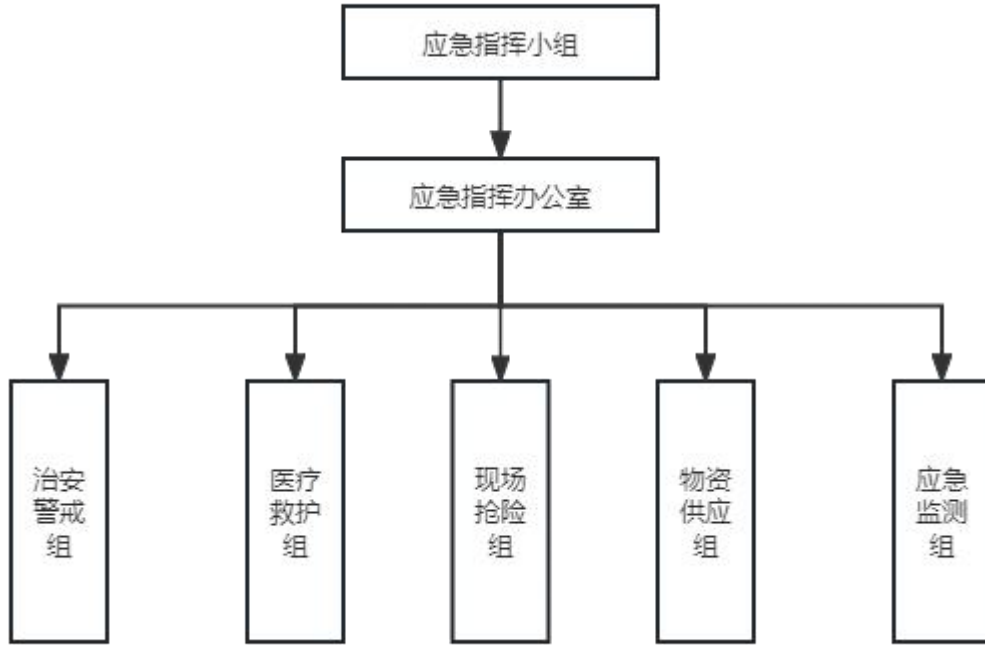 应急指挥小组
应急指挥办公室
治安
警戒
组
医疗
救护
组
现场
抢险
组
物资
供应
组
应急
监测
组